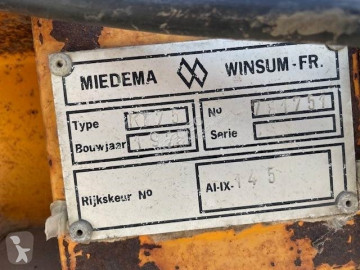 MIEDEMA WINSUM-FR.
Type
No
Bouwjaar
Serie
Rijkskeur No AI-IX-145